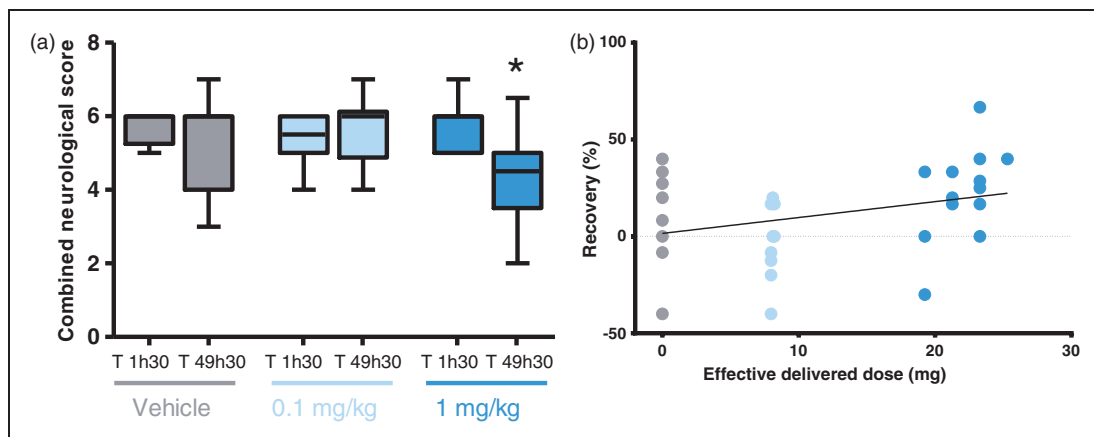 (a)
Combined neurological score
8
6
4
2
0
*
T 1h30 T 49h30 T 1h30 T 49h30 T 1h30 T 49h30
Vehicle 0.1 mg/kg 1 mg/kg
(b)
Recovery (%)
100
50
0
-50
0 10 20 30
Effective delivered dose (mg)